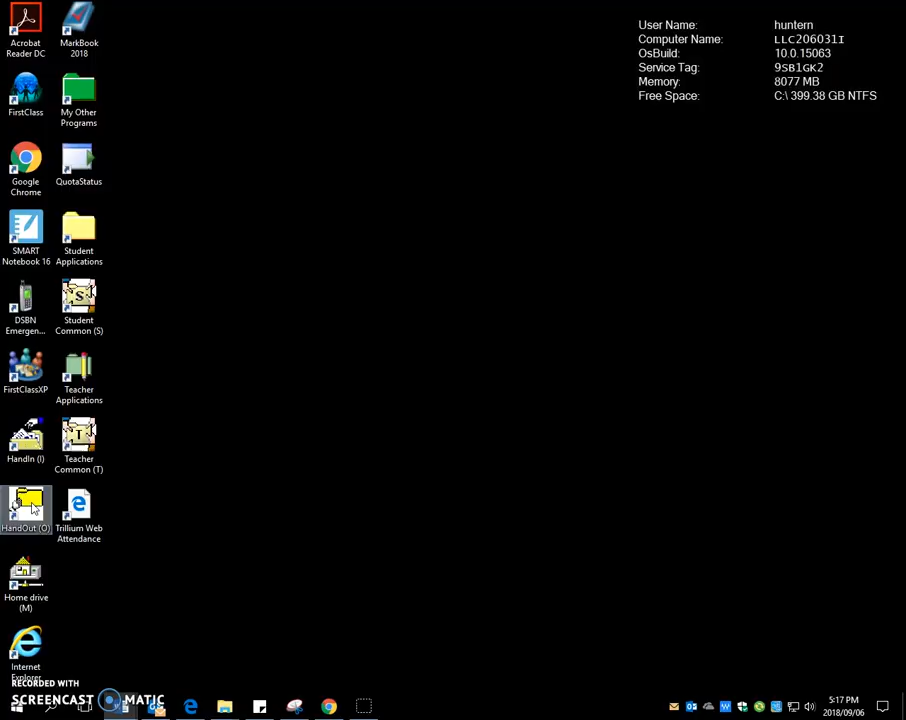 User Name: huntern
Computer Name: LLC206031I
OsBuild: 10.0.15063
Service Tag: 9SB1GK2
Memory: 8077 MB
Free Space: C:\ 399.38 GB NTFS
Acrobat Reader DC
MarkBook 2018
FirstClass
My Other Programs
Google Chrome
QuotaStatus
SMART Notebook 16
Student Applications
DSBN Emergen...
S
Student Common (S)
FirstClassXP
Teacher Applications
HandIn (I)
T
Teacher Common (T)
HandOut (O)
Trillium Web Attendance
Home drive (M)
Internet Explorer
RECORDED WITH
SCREENCAST MATIC
5:17 PM
2018/09/06